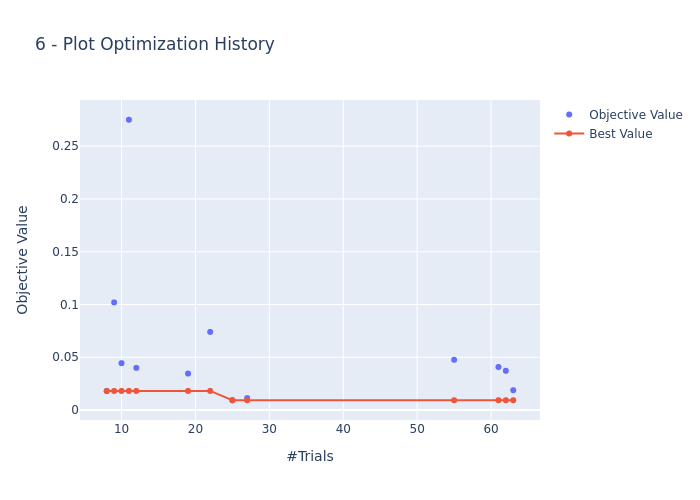 6 - Plot Optimization History
Objective Value
Best Value
0.25
0.2
0.15
0.1
0.05
0
Objective Value
10
20
30
40
50
60
#Trials